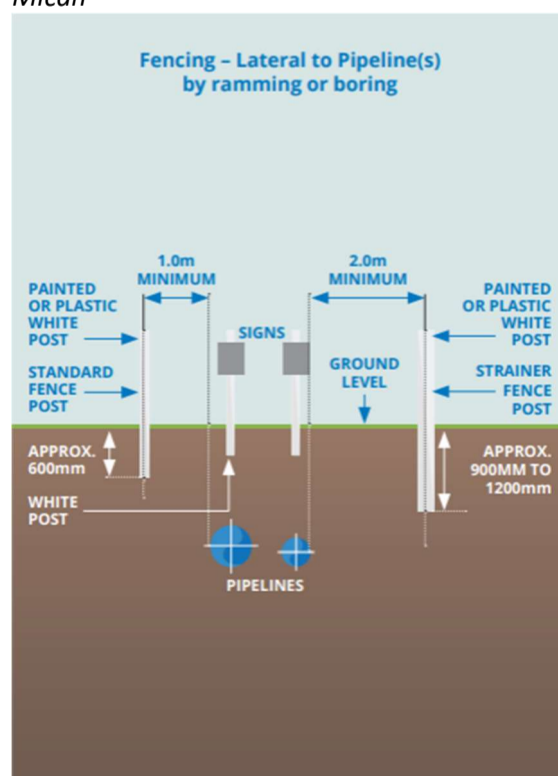 Fencing – Lateral to Pipeline(s)
by ramming or boring
1.0m
MINIMUM
2.0m
MINIMUM
PAINTED
OR PLASTIC
WHITE
POST
SIGNS
PAINTED
OR PLASTIC
WHITE
POST
STANDARD
FENCE
POST
GROUND
LEVEL
STRAINER
FENCE
POST
APPROX.
600mm
APPROX.
900MM TO
1200mm
WHITE
POST
PIPELINES